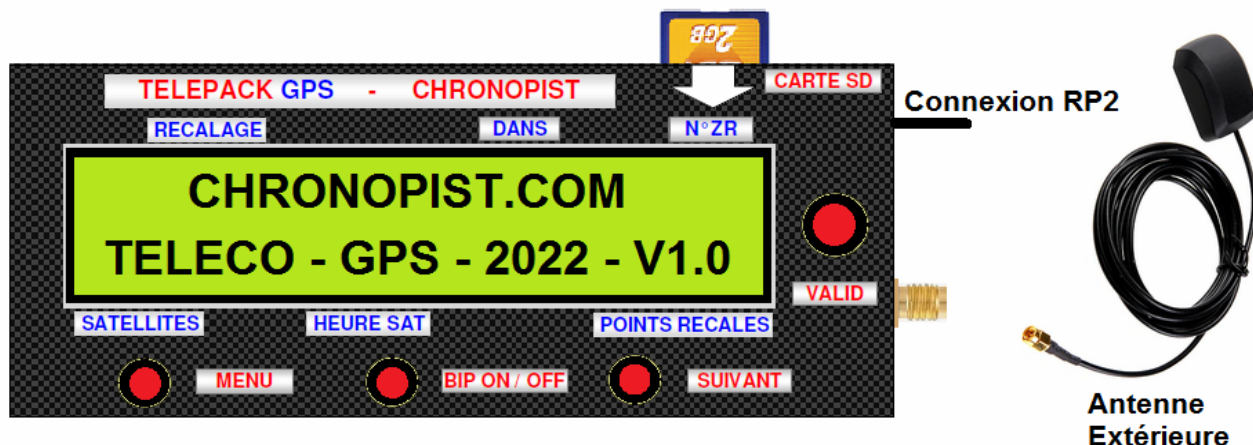 2GB
CARTE SD
TELEPACK GPS - CHRONOPIST
Connexion RP2
RECALAGE
DANS
N°ZR
CHRONOPIST.COM
TELECO - GPS - 2022 - V1.0
VALID
SATELLITES
HEURE SAT
POINTS RECALES
MENU
BIP ON / OFF
SUIVANT
Antenne
Extérieure